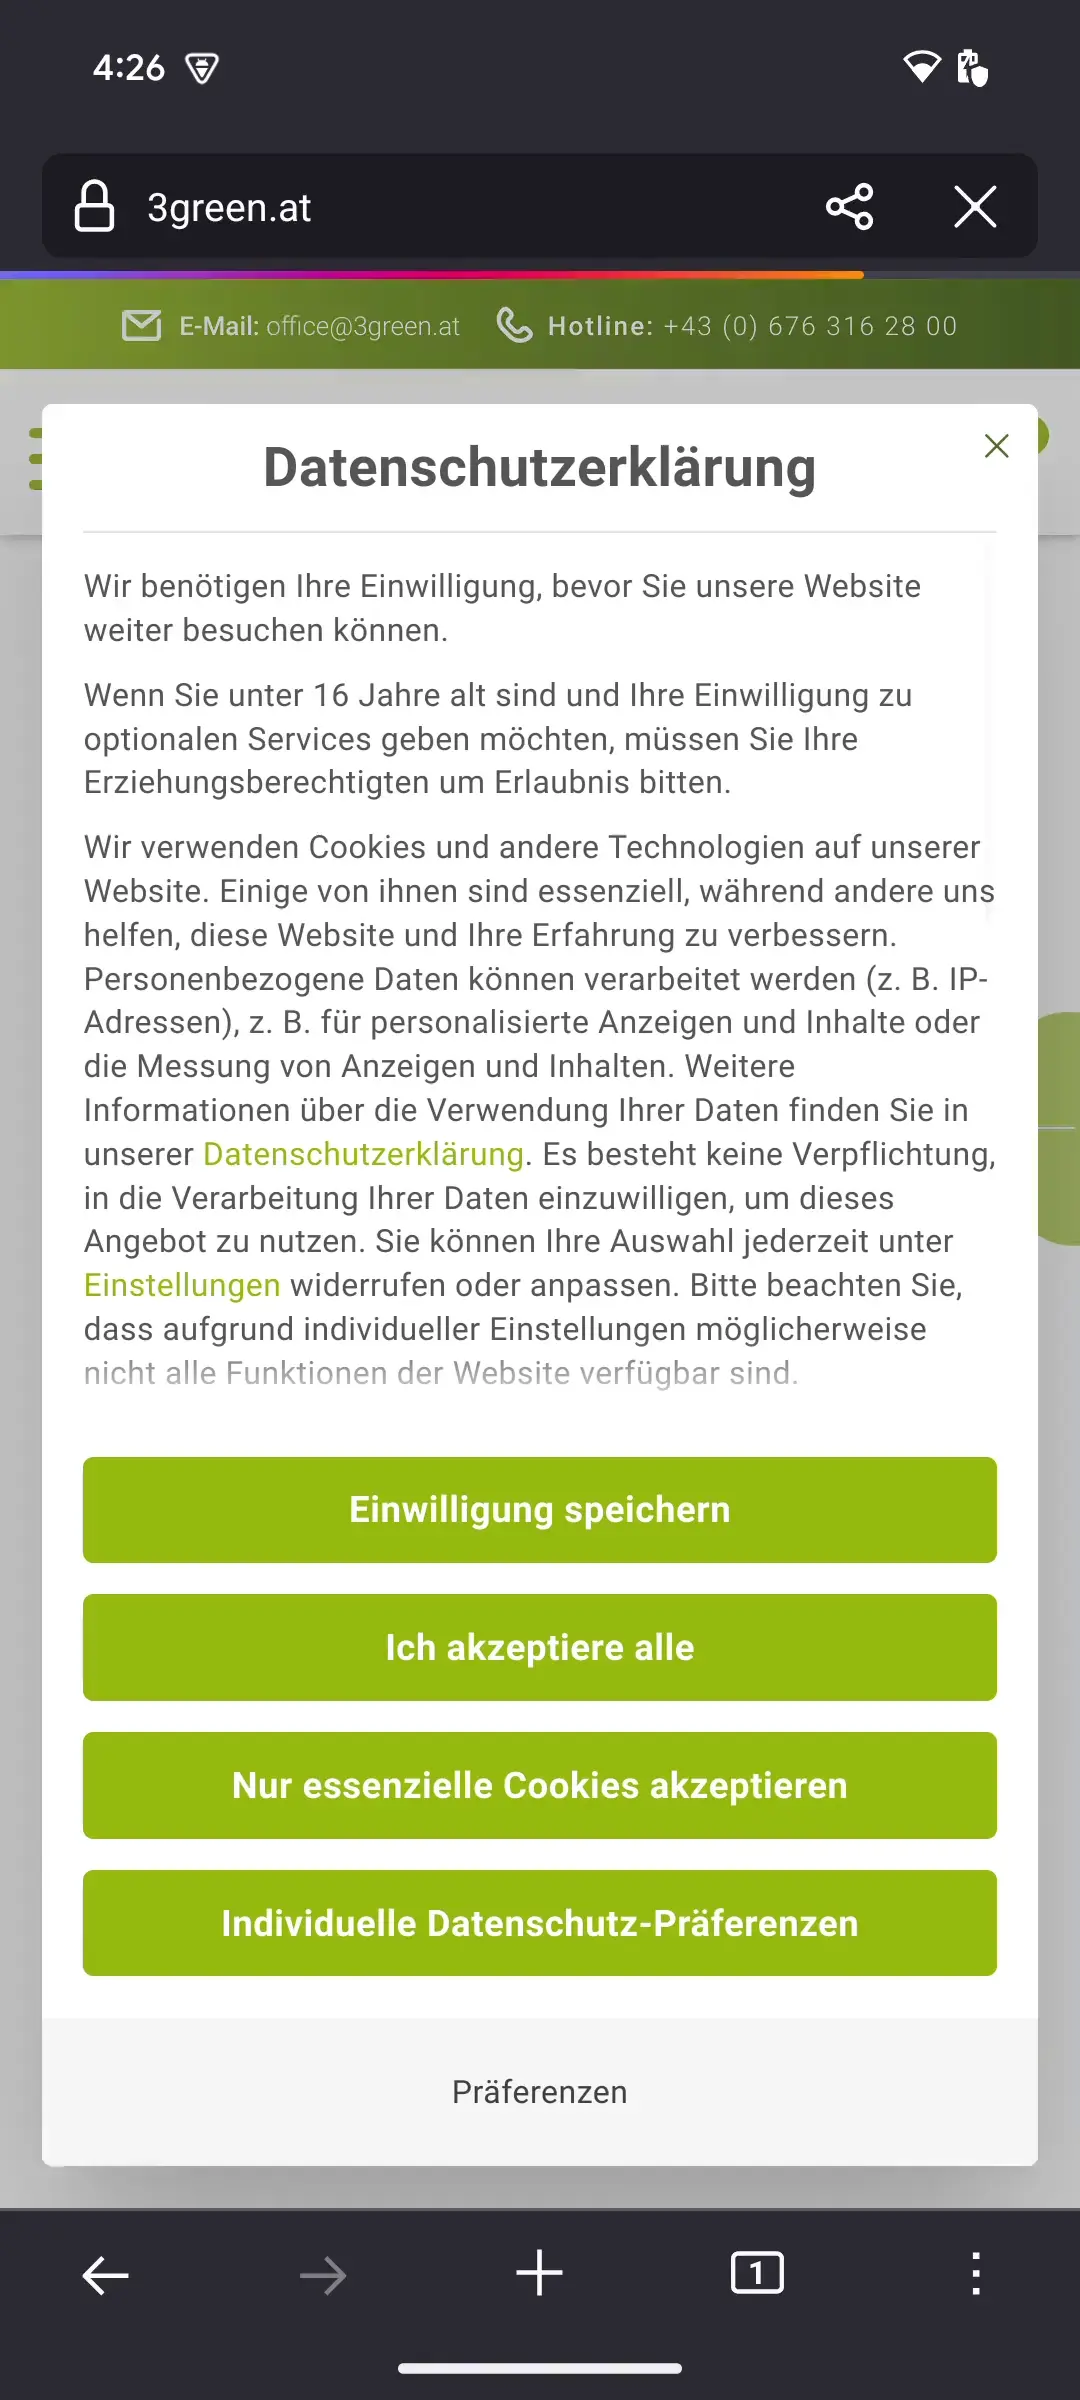 4:26
3green.at
E-Mail: office@3green.at Hotline: +43 (0) 676 316 28 00
Datenschutzerklärung
Wir benötigen Ihre Einwilligung, bevor Sie unsere Website
weiter besuchen können.
Wenn Sie unter 16 Jahre alt sind und Ihre Einwilligung zu
optionalen Services geben möchten, müssen Sie Ihre
Erziehungsberechtigten um Erlaubnis bitten.
Wir verwenden Cookies und andere Technologien auf unserer
Website. Einige von ihnen sind essenziell, während andere uns
helfen, diese Website und Ihre Erfahrung zu verbessern.
Personenbezogene Daten können verarbeitet werden (z. B. IP-
Adressen), z. B. für personalisierte Anzeigen und Inhalte oder
die Messung von Anzeigen und Inhalten. Weitere
Informationen über die Verwendung Ihrer Daten finden Sie in
unserer Datenschutzerklärung. Es besteht keine Verpflichtung,
in die Verarbeitung Ihrer Daten einzuwilligen, um dieses
Angebot zu nutzen. Sie können Ihre Auswahl jederzeit unter
Einstellungen widerrufen oder anpassen. Bitte beachten Sie,
dass aufgrund individueller Einstellungen möglicherweise
nicht alle Funktionen der Website verfügbar sind.
Einwilligung speichern
Ich akzeptiere alle
Nur essenzielle Cookies akzeptieren
Individuelle Datenschutz-Präferenzen
Präferenzen
1